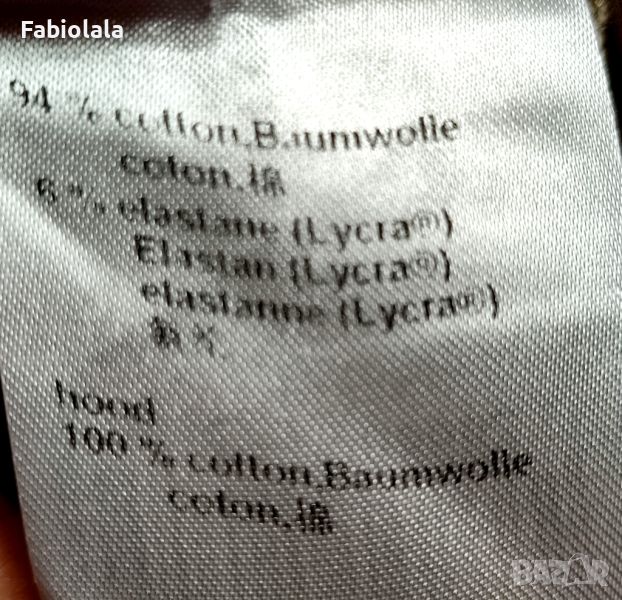 Fabiolala
94 % cotton.Baumwolle
coton.棉
6 % elastane (Lycra®)
Elastan (Lycra®)
elastanne (Lycra®)
hood
100 % cotton.Baumwolle
coton.棉
BAZAR